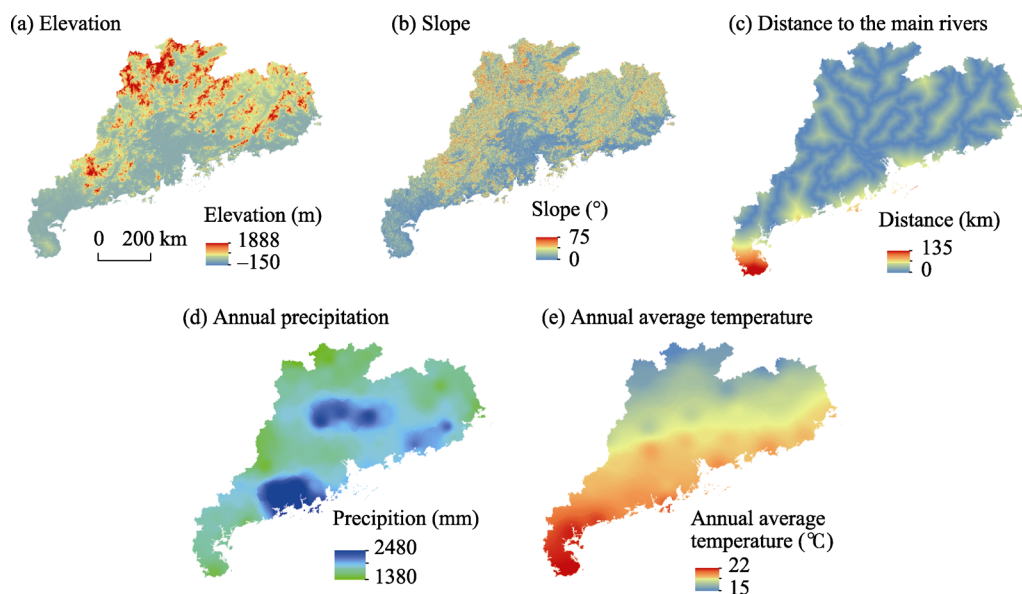 (a) Elevation
(b) Slope
(c) Distance to the main rivers
Elevation (m)
1888
–150
0 200 km
Slope (°)
75
0
Distance (km)
135
0
(d) Annual precipitation
(e) Annual average temperature
Precipition (mm)
2480
1380
Annual average
temperature (℃)
22
15